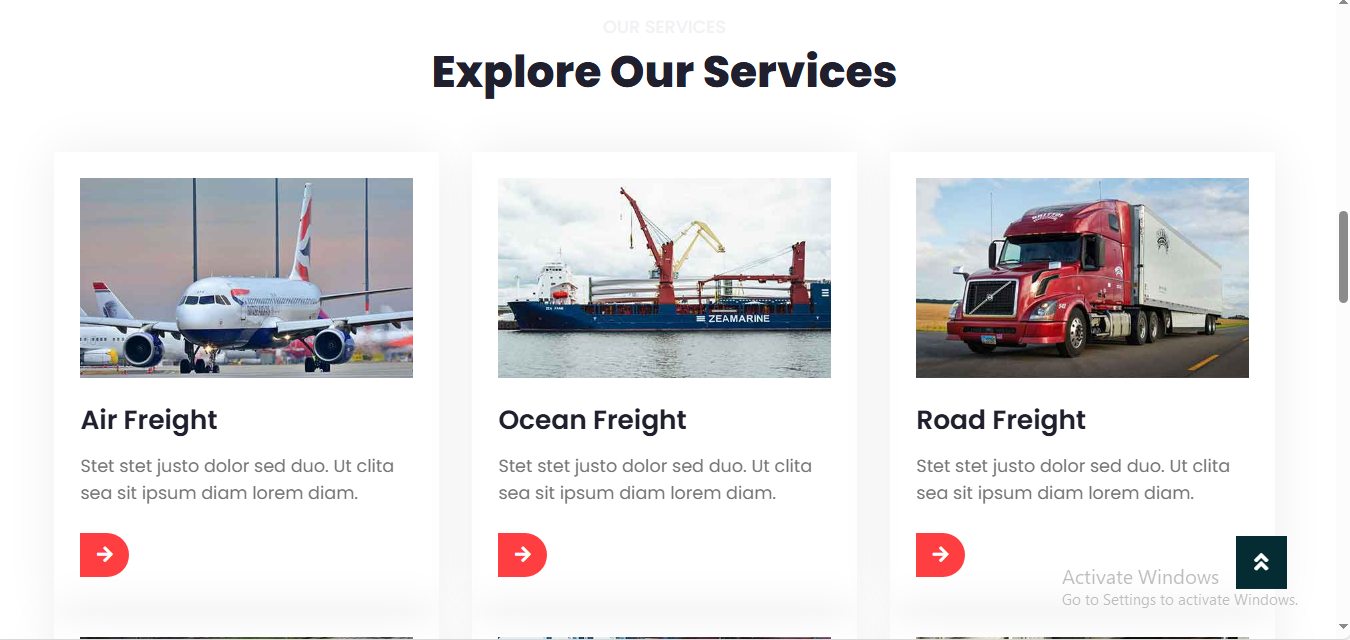 OUR SERVICES
Explore Our Services
ZEAMARINE
Air Freight
Stet stet justo dolor sed duo. Ut clita
sea sit ipsum diam lorem diam.
Ocean Freight
Stet stet justo dolor sed duo. Ut clita
sea sit ipsum diam lorem diam.
Road Freight
Stet stet justo dolor sed duo. Ut clita
sea sit ipsum diam lorem diam.
Activate Windows
Go to Settings to activate Windows.